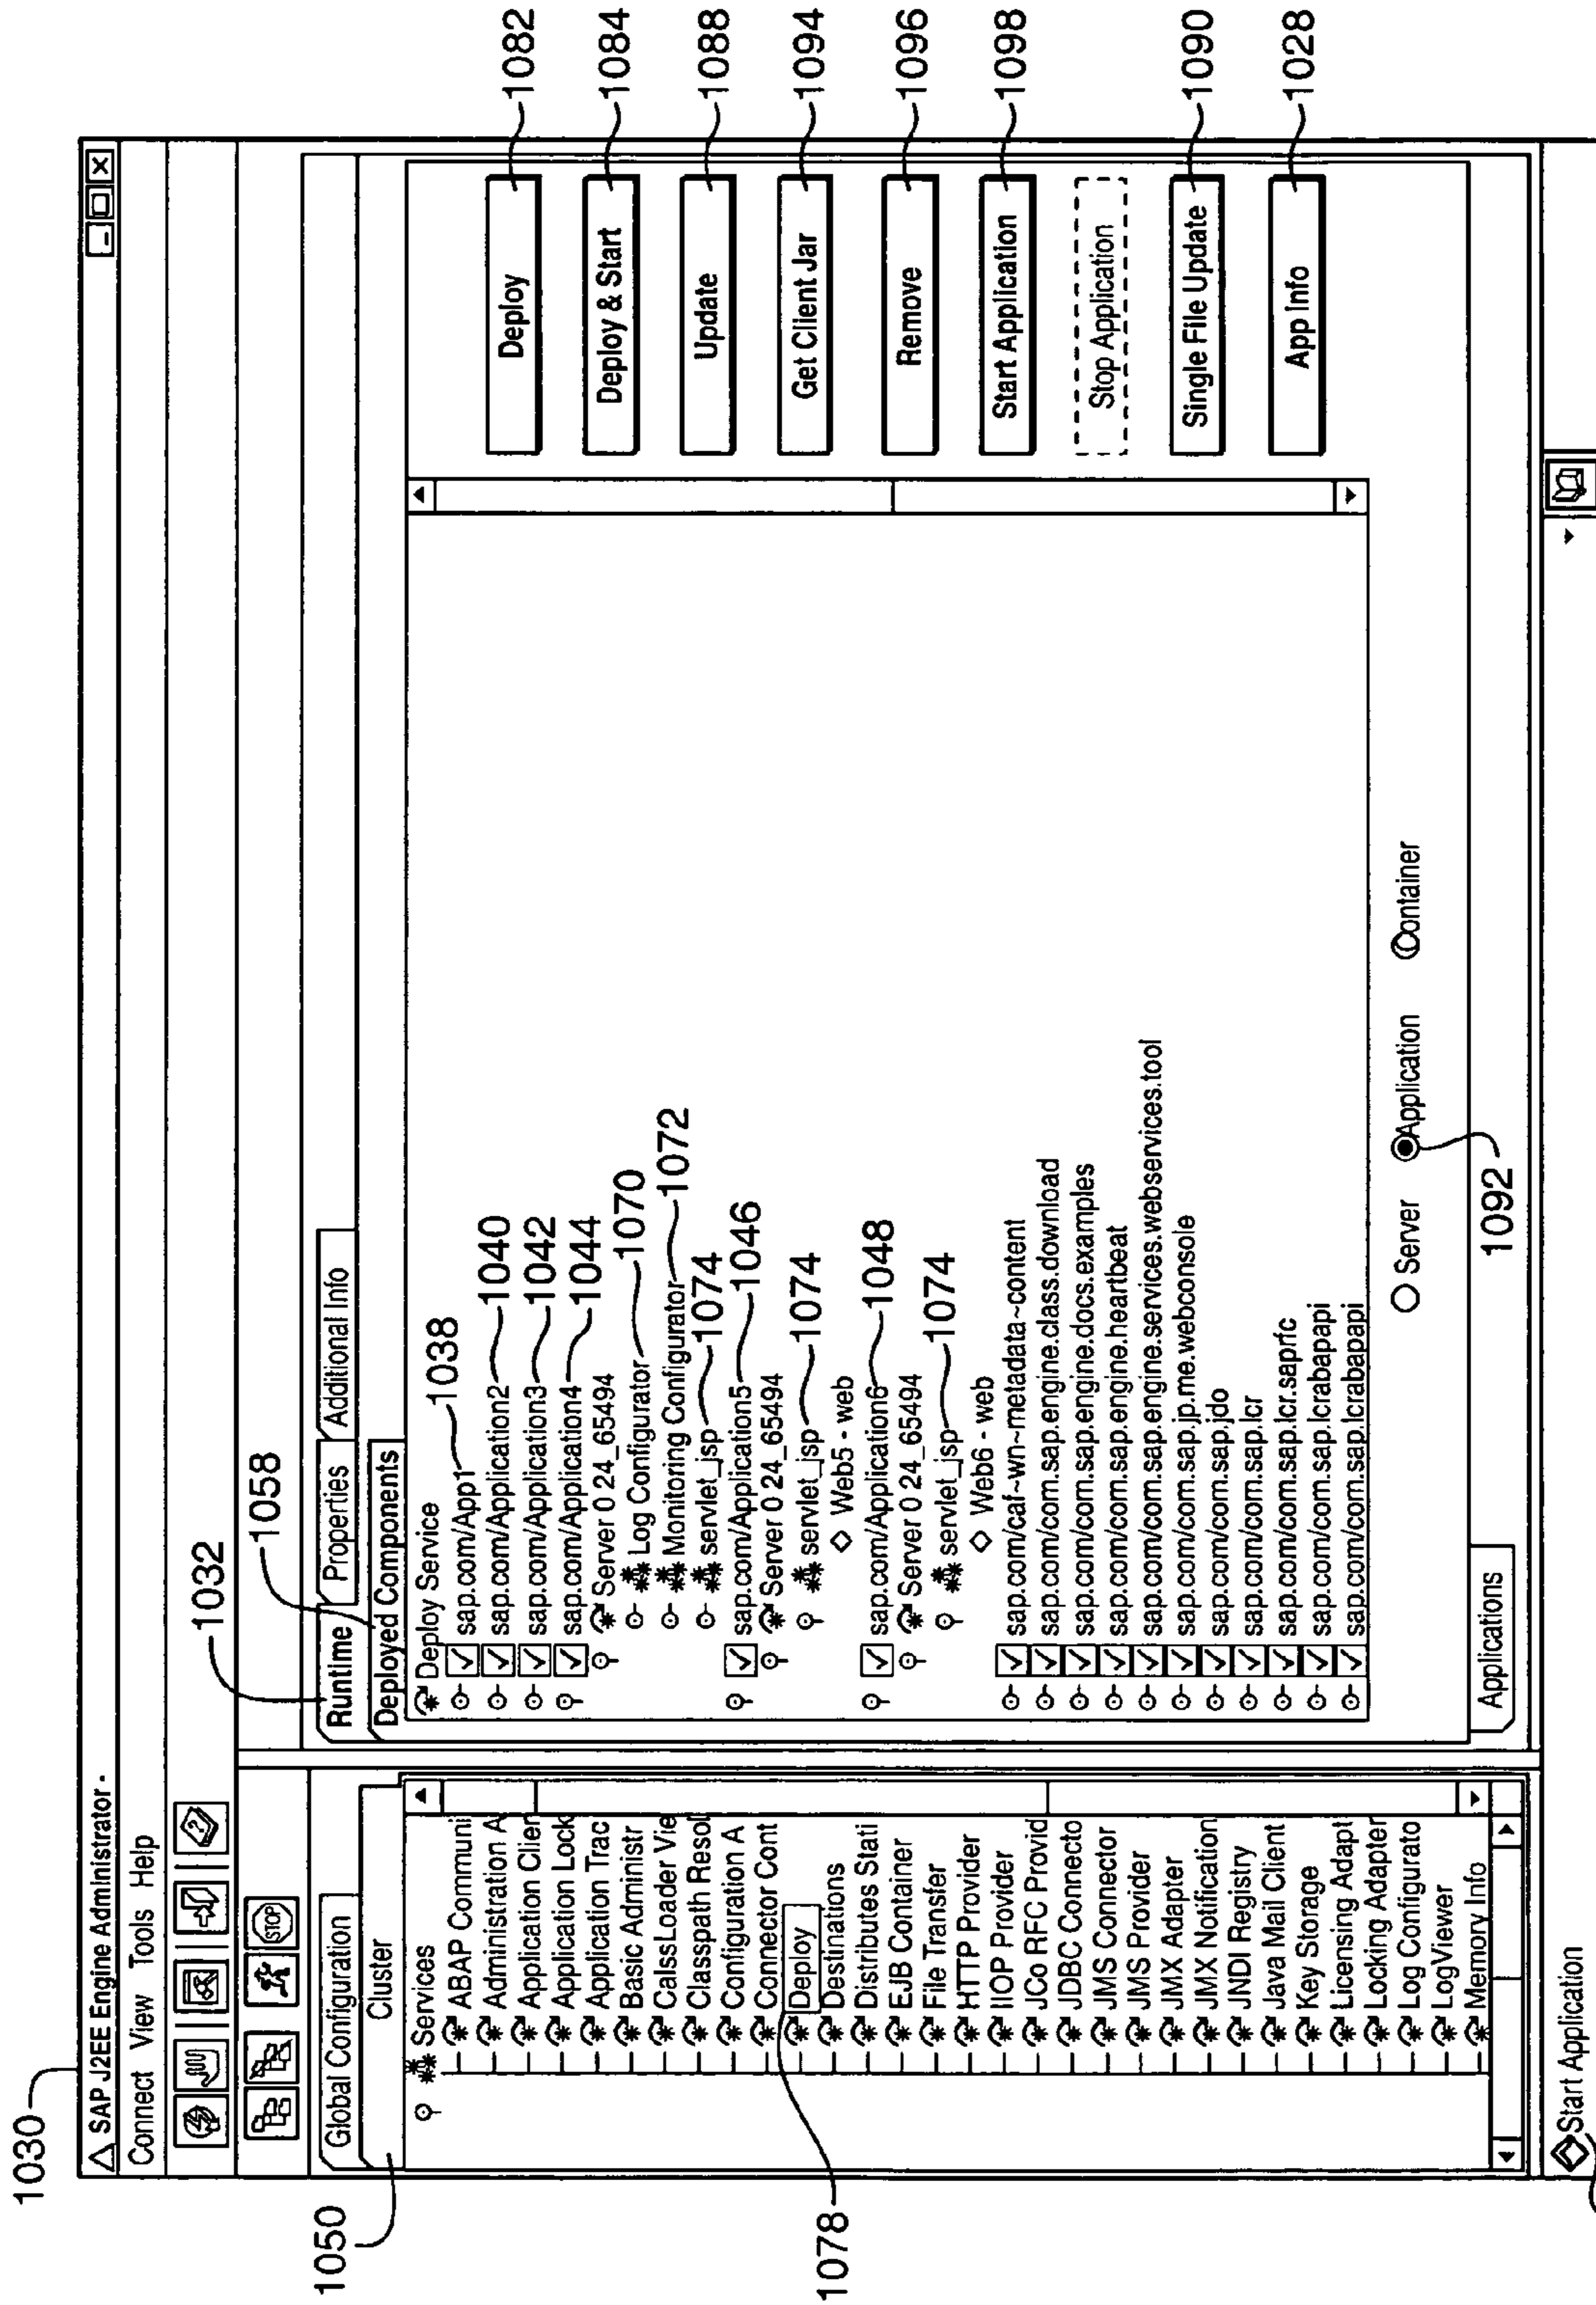 1030
SAP J2EE Engine Administrator -
Connect View Tools Help
STOP
1050
Global Configuration
Cluster
Services
ABAP Communi
Administration A
Application Clien
Application Lock
Application Trac
Basic Administr
CalssLoader Vie
Classpath Resol
Configuration A
Connector Cont
1078
Deploy
Destinations
Distributes Stati
EJB Container
File Transfer
HTTP Provider
IIOP Provider
JCo RFC Provid
JDBC Connecto
JMS Connector
JMS Provider
JMX Adapter
JMX Notification
JNDI Registry
Java Mail Client
Key Storage
Licensing Adapt
Locking Adapter
Log Configurato
LogViewer
Memory Info
1032
1058
Runtime Properties Additional Info
Deployed Components
Deploy Service
sap.com/App1 1038
sap.com/Application2 1040
sap.com/Application3 1042
sap.com/Application4 1044
Server 0 24_65494
Log Configurator 1070
Monitoring Configurator 1072
servlet_jsp 1074
sap.com/Application5 1046
Server 0 24_65494
servlet_jsp 1074
Web5 - web
sap.com/Application6 1048
Server 0 24_65494
servlet_jsp 1074
Web6 - web
sap.com/caf~wn~metadata~content
sap.com/com.sap.engine.class.download
sap.com/com.sap.engine.docs.examples
sap.com/com.sap.engine.heartbeat
sap.com/com.sap.engine.services.webservices.tool
sap.com/com.sap.jp.me.webconsole
sap.com/com.sap.jdo
sap.com/com.sap.lcr
sap.com/com.sap.lcr.saprfc
sap.com/com.sap.lcrabapapi
sap.com/com.sap.lcrabapapi
Server Application Container
1092
Applications
Deploy 1082
Deploy & Start 1084
Update 1088
Get Client Jar 1094
Remove 1096
Start Application 1098
Stop Application
Single File Update 1090
App Info 1028
Start Application